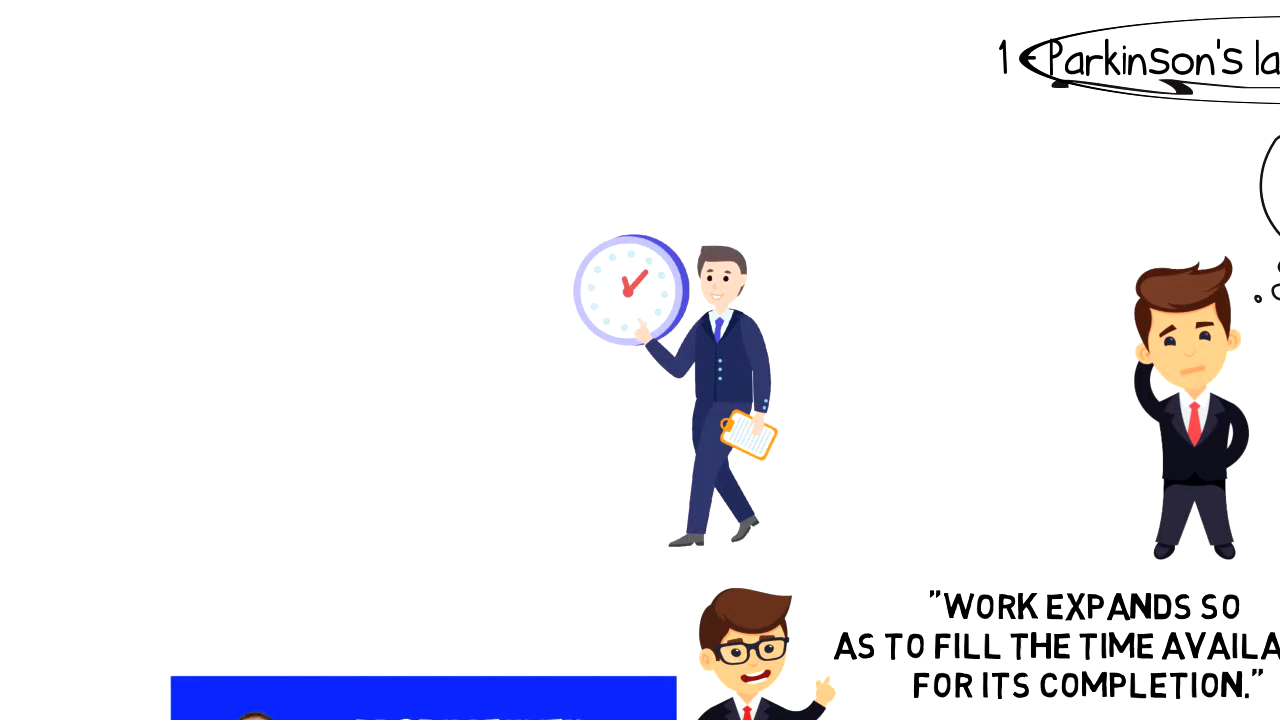 1 - Parkinson's la
"WORK EXPANDS SO
AS TO FILL THE TIME AVAILA
FOR ITS COMPLETION."